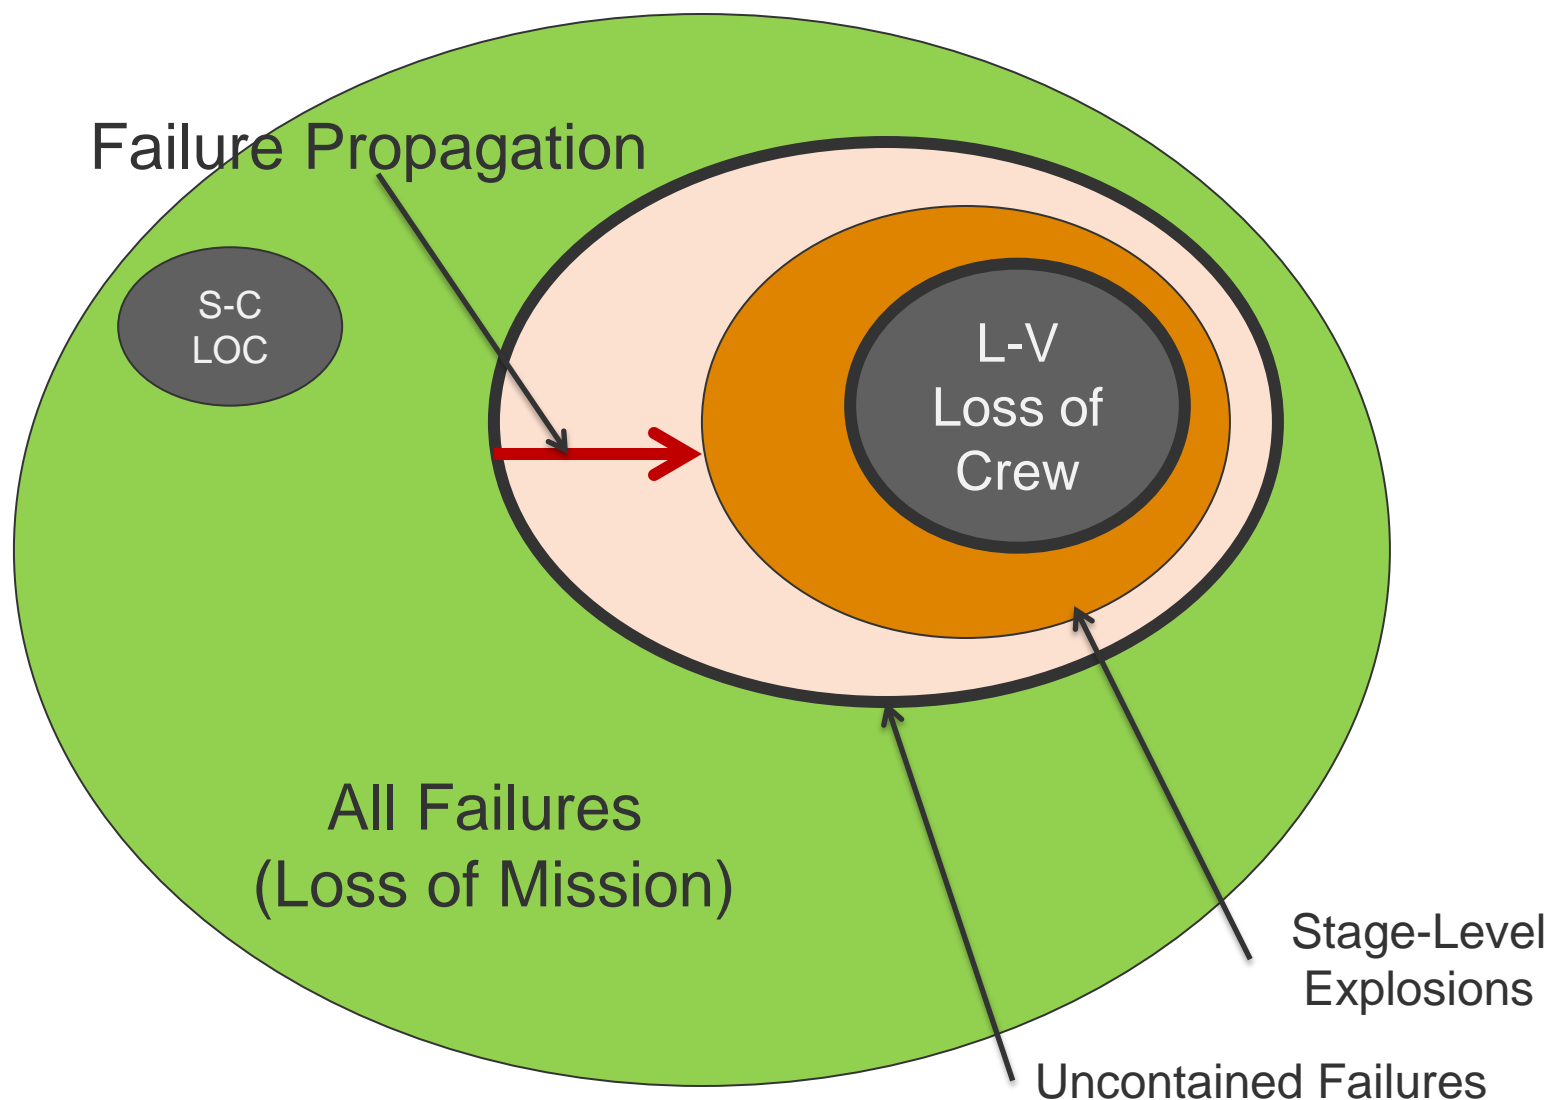 Failure Propagation
S-C
LOC
L-V
Loss of
Crew
All Failures
(Loss of Mission)
Stage-Level
Explosions
Uncontained Failures